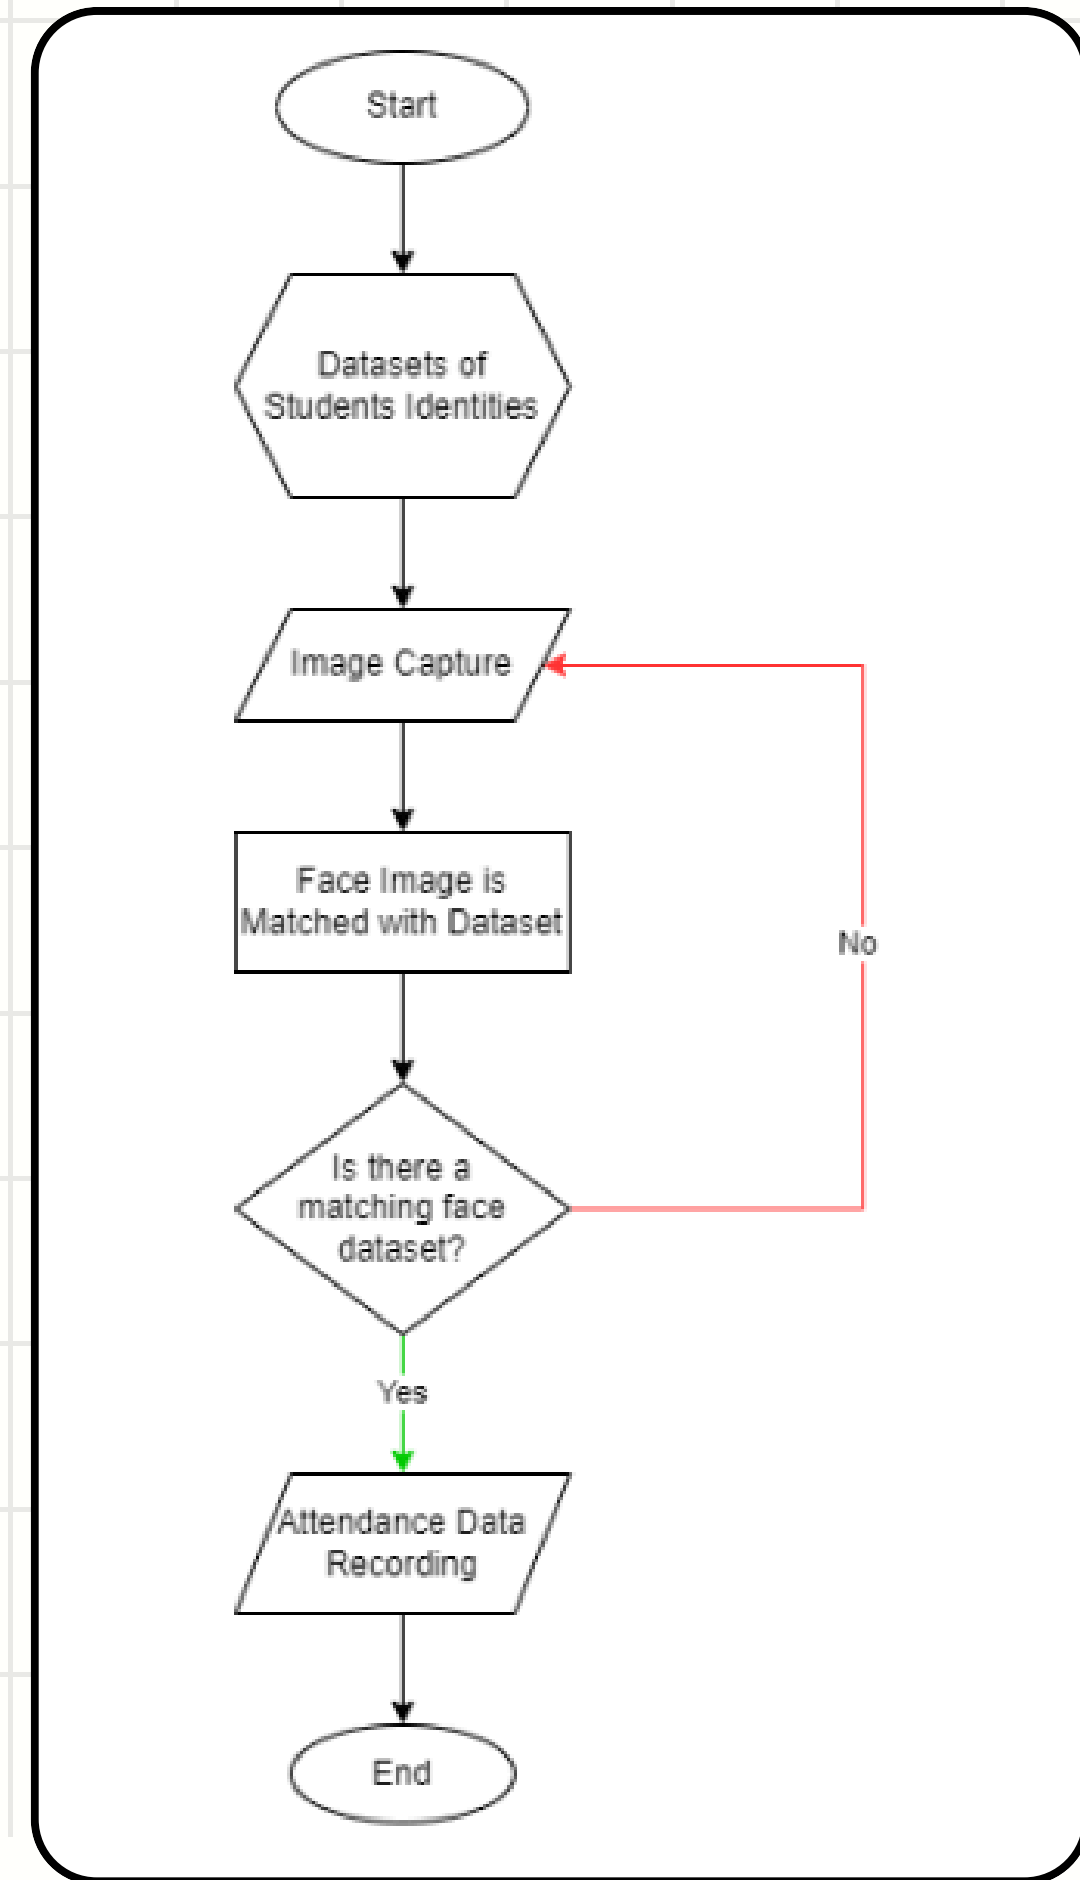 Start
Datasets of
Students Identities
Image Capture
Face Image is
Matched with Dataset
No
Is there a
matching face
dataset?
Yes
Attendance Data
Recording
End